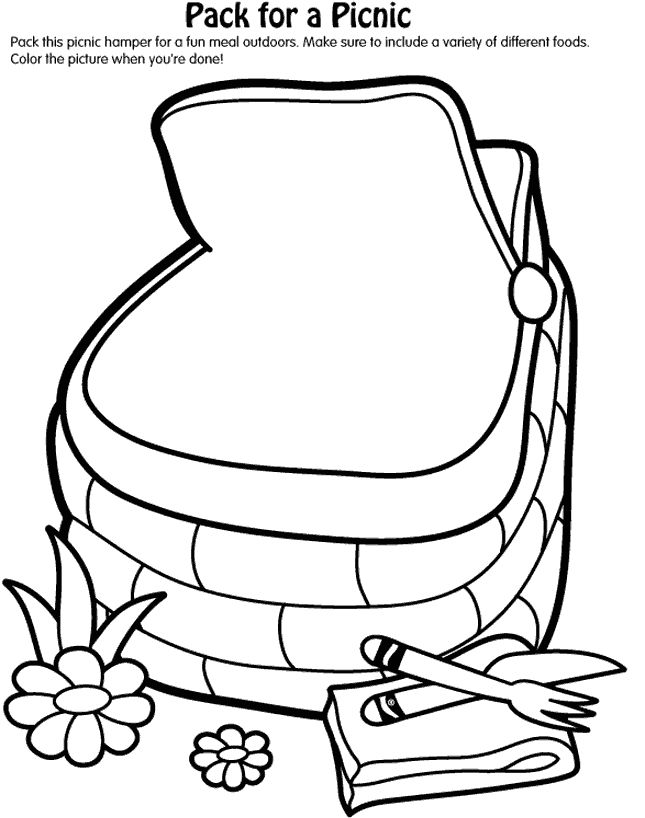 Pack for a Picnic
Pack this picnic hamper for a fun meal outdoors. Make sure to include a variety of different foods.
Color the picture when you're done!